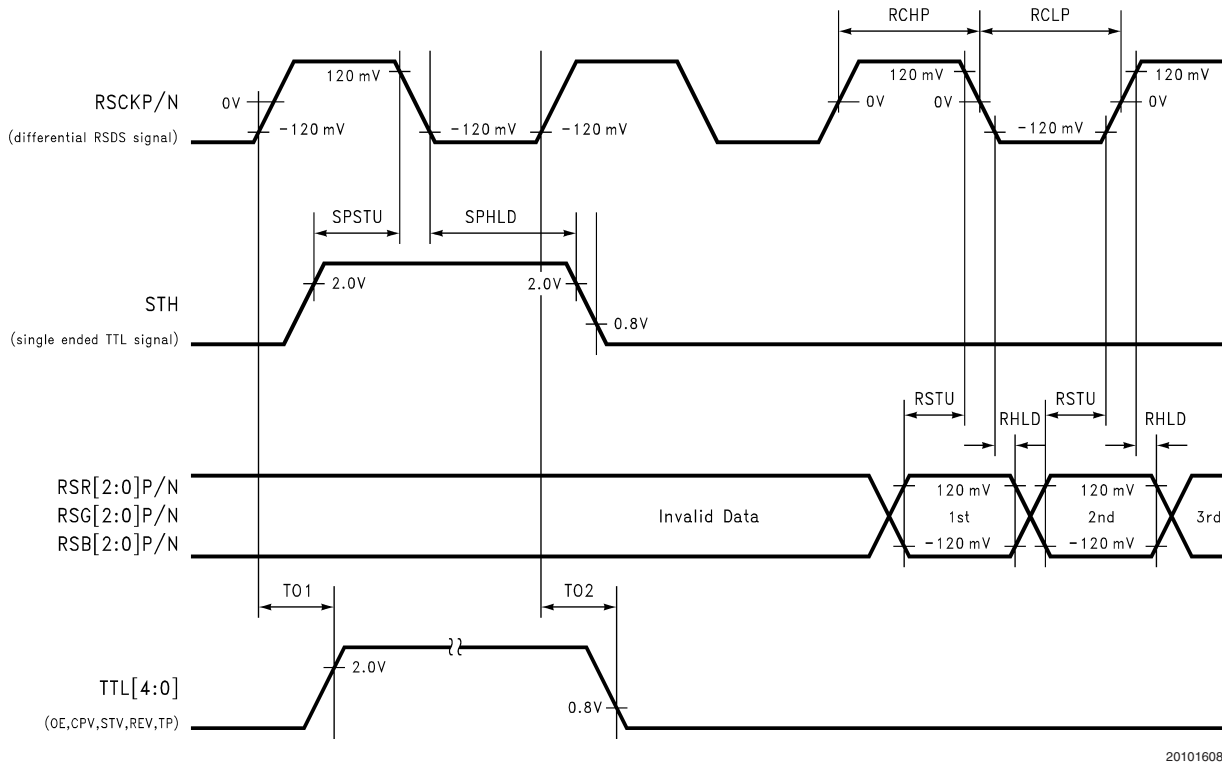 RCHP RCLP
120 mV 120 mV 120 mV
RSCKP/N 0V 0V 0V 0V
(differential RSDS signal) -120 mV -120 mV -120 mV -120 mV
SPSTU SPHLD
2.0V 2.0V
STH
0.8V
(single ended TTL signal)
RSTU RSTU
RHLD RHLD
RSR[2:0]P/N 120 mV 120 mV
RSG[2:0]P/N Invalid Data 1st 2nd 3rd
RSB[2:0]P/N -120 mV -120 mV
TO1 TO2
2.0V
TTL[4:0]
0.8V
(OE,CPV,STV,REV,TP)
20101608